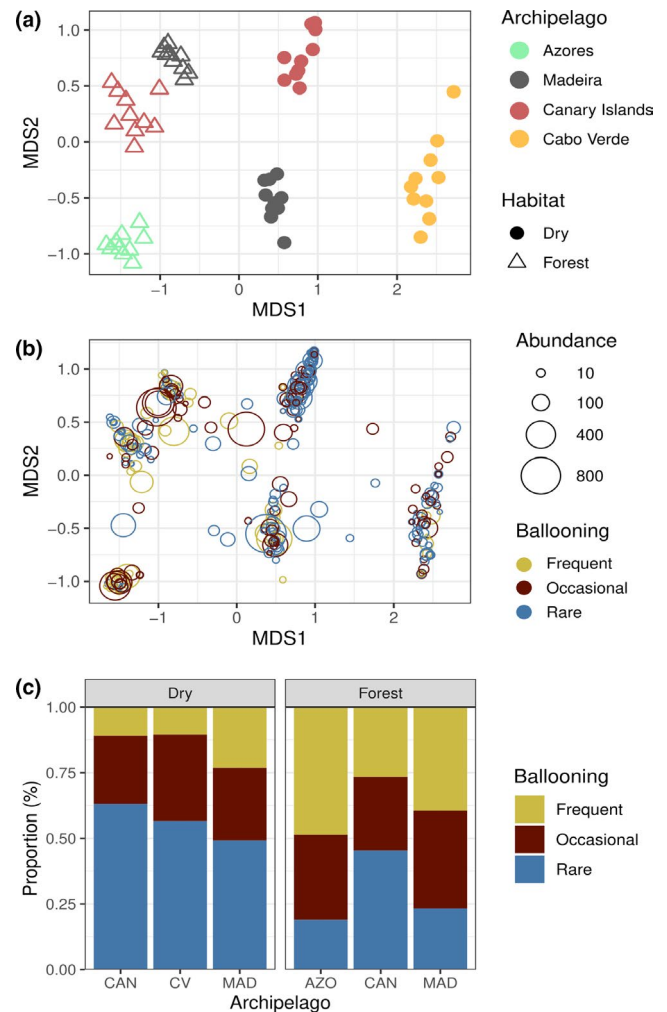 (a)
MDS2
1.0
0.5
0.0
−0.5
−1.0
−1
0
1
2
MDS1
Archipelago
Azores
Madeira
Canary Islands
Cabo Verde
Habitat
Dry
Forest
(b)
MDS2
1.0
0.5
0.0
−0.5
−1.0
−1
0
1
2
MDS1
Abundance
10
100
400
800
Ballooning
Frequent
Occasional
Rare
(c)
Dry
Forest
Proportion (%)
1.00
0.75
0.50
0.25
0.00
CAN
CV
MAD
AZO
CAN
MAD
Archipelago
Ballooning
Frequent
Occasional
Rare